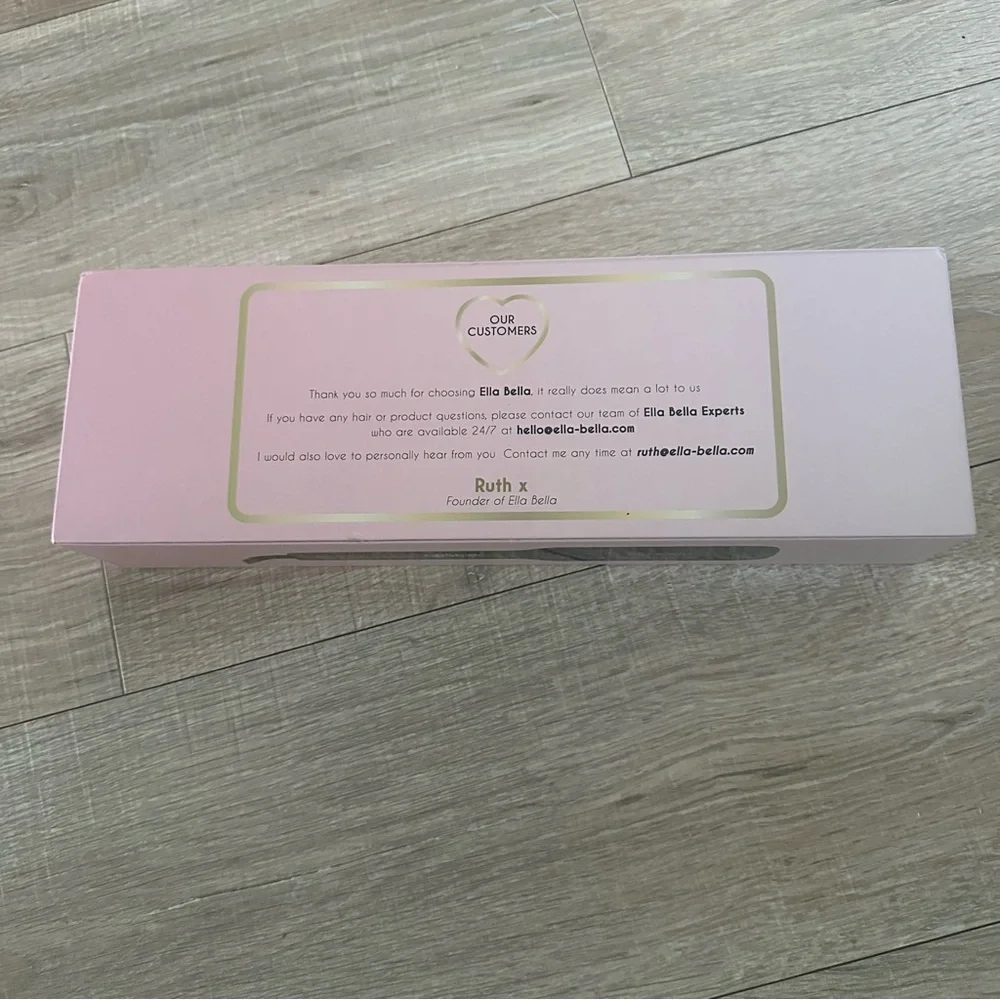 OUR
CUSTOMERS
Thank you so much for choosing Ella Bella, it really does mean a lot to us
If you have any hair or product questions, please contact our team of Ella Bella Experts
who are available 24/7 at hello@ella-bella.com
I would also love to personally hear from you Contact me any time at ruth@ella-bella.com
Ruth x
Founder of Ella Bella